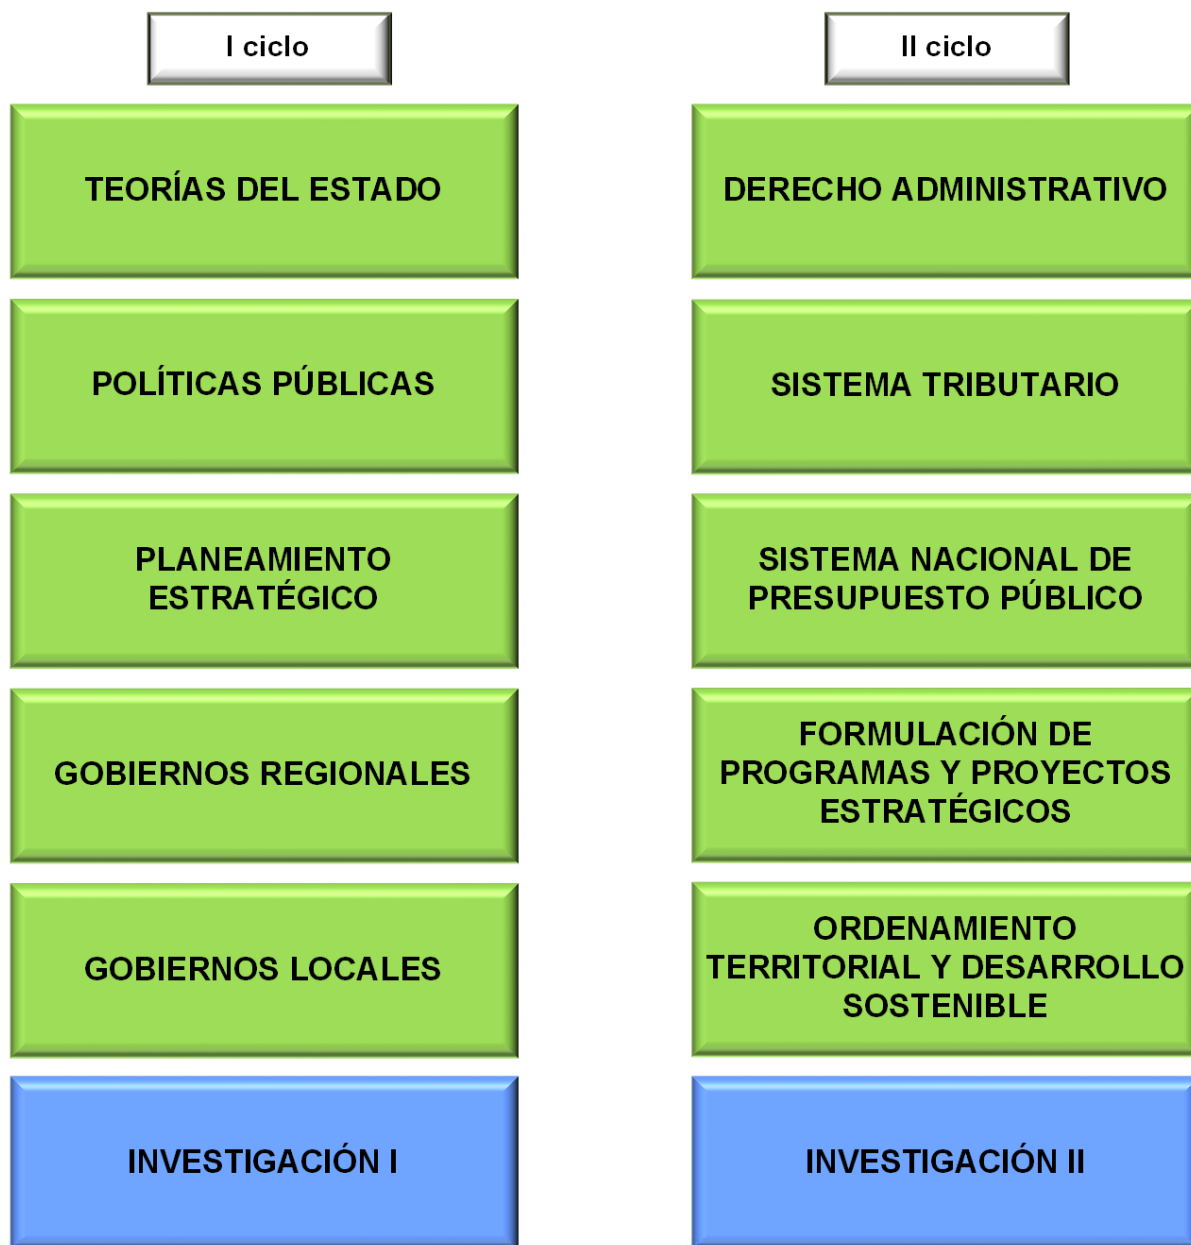 I ciclo
TEORÍAS DEL ESTADO
POLÍTICAS PÚBLICAS
PLANEAMIENTO
ESTRATÉGICO
GOBIERNOS REGIONALES
GOBIERNOS LOCALES
INVESTIGACIÓN I
II ciclo
DERECHO ADMINISTRATIVO
SISTEMA TRIBUTARIO
SISTEMA NACIONAL DE
PRESUPUESTO PÚBLICO
FORMULACIÓN DE
PROGRAMAS Y PROYECTOS
ESTRATÉGICOS
ORDENAMIENTO
TERRITORIAL Y DESARROLLO
SOSTENIBLE
INVESTIGACIÓN II